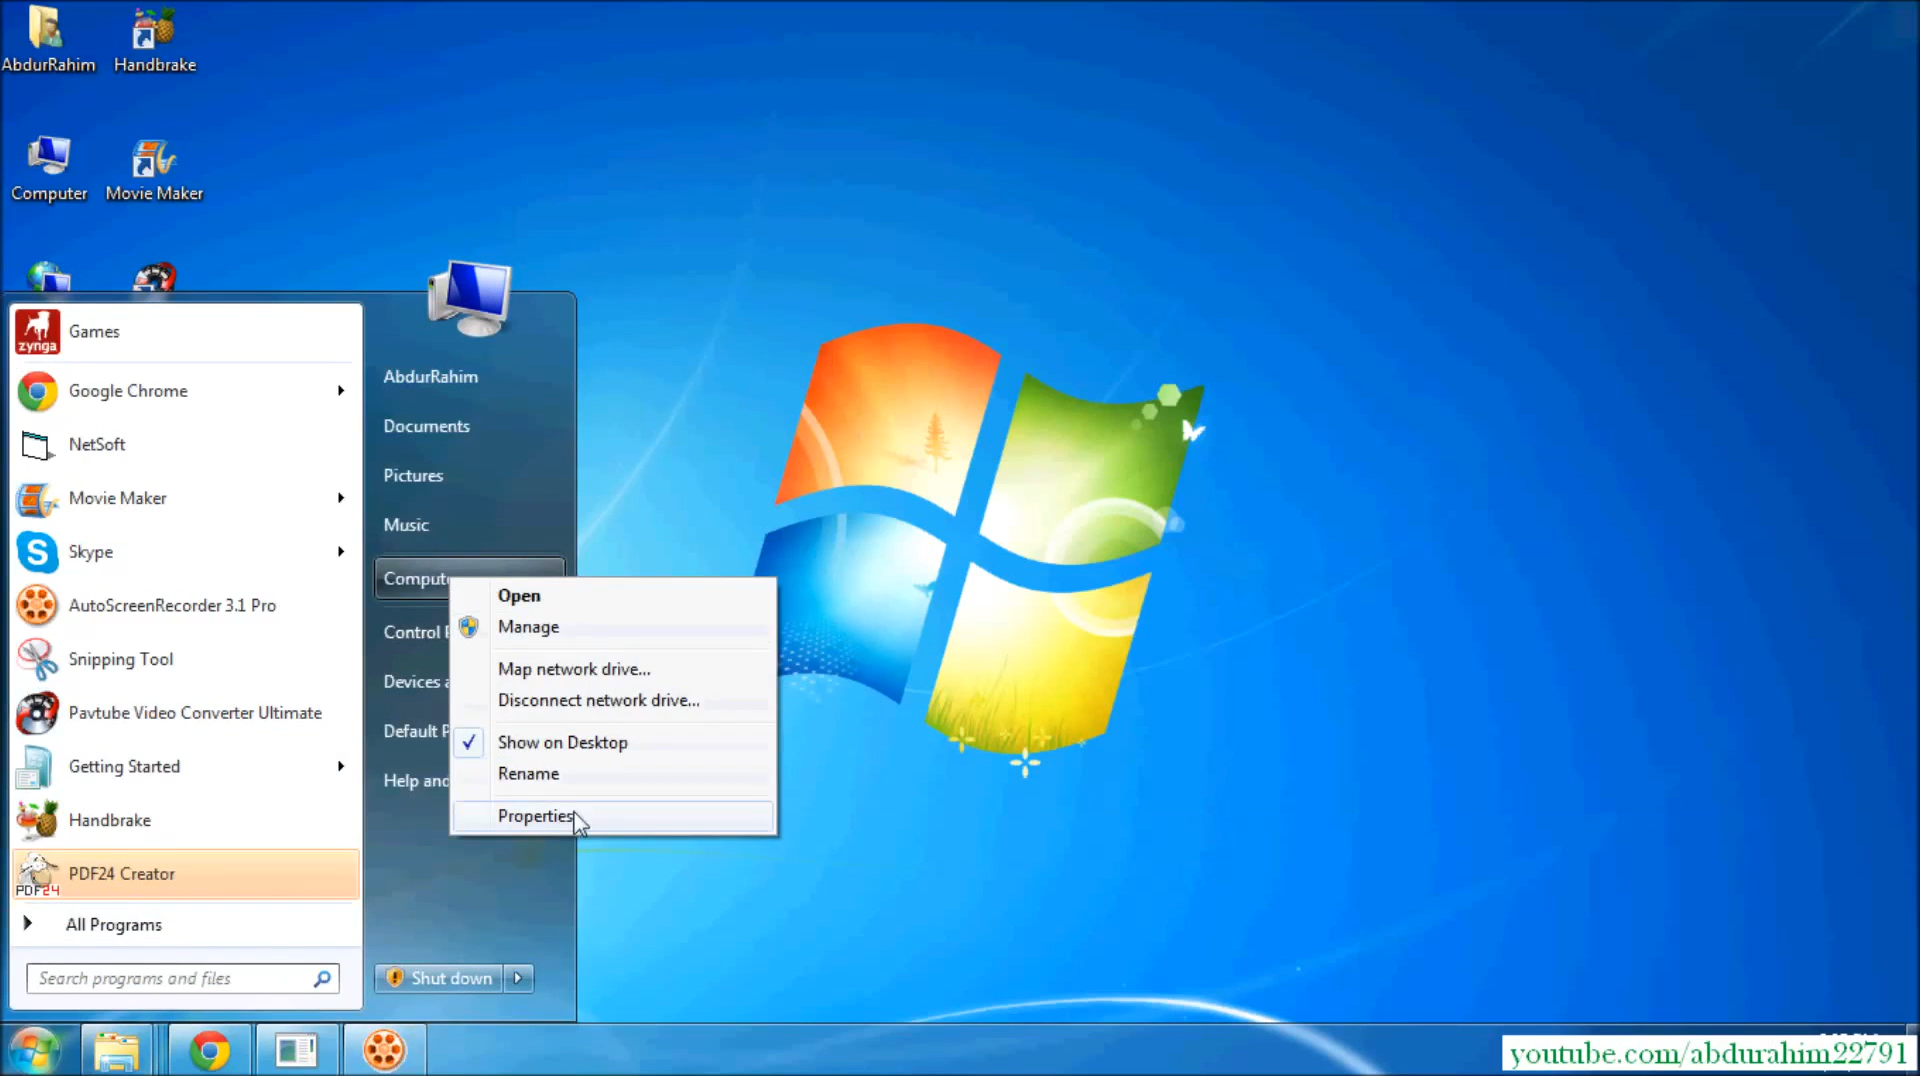 AbdurRahim
Handbrake
Computer
Movie Maker
zynga
Games
Google Chrome
NetSoft
Movie Maker
Skype
AutoScreenRecorder 3.1 Pro
Snipping Tool
Pavtube Video Converter Ultimate
Getting Started
Handbrake
PDF24
PDF24 Creator
All Programs
Search programs and files
AbdurRahim
Documents
Pictures
Music
Compute
Control P
Devices a
Default P
Help and
Shut down
Open
Manage
Map network drive...
Disconnect network drive...
Show on Desktop
Rename
Properties
youtube.com/abdurahim22791